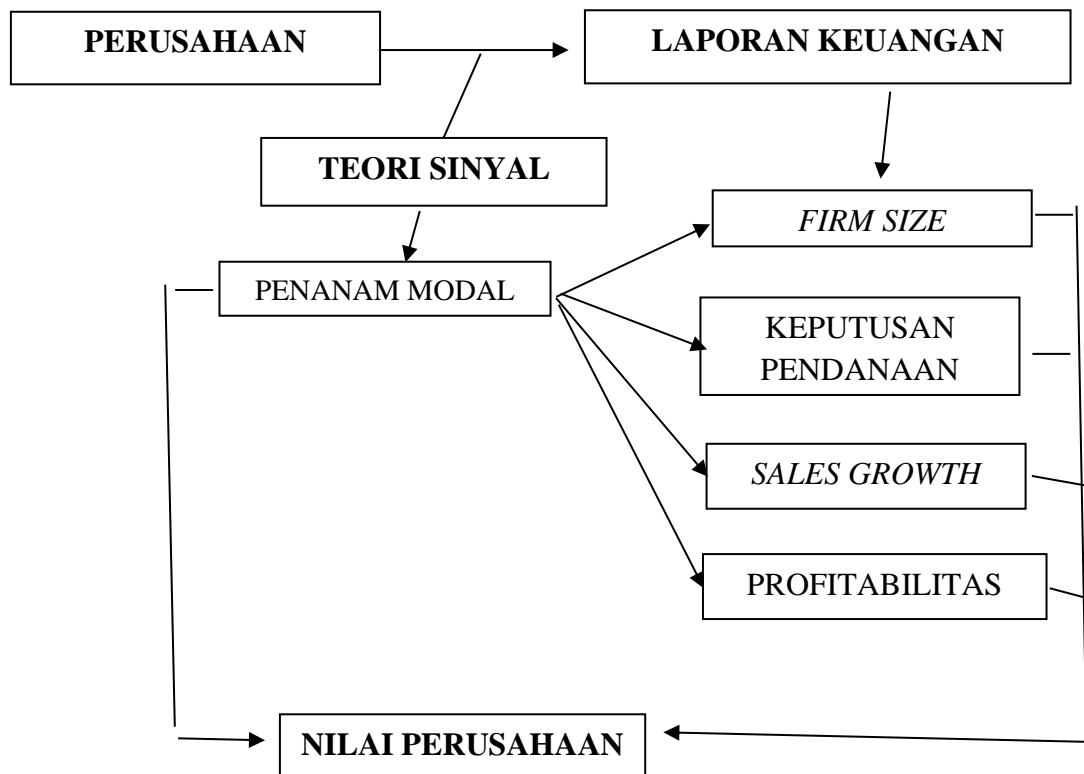 PERUSAHAAN
LAPORAN KEUANGAN
TEORI SINYAL
FIRM SIZE
PENANAM MODAL
KEPUTUSAN
PENDANAAN
SALES GROWTH
PROFITABILITAS
NILAI PERUSAHAAN